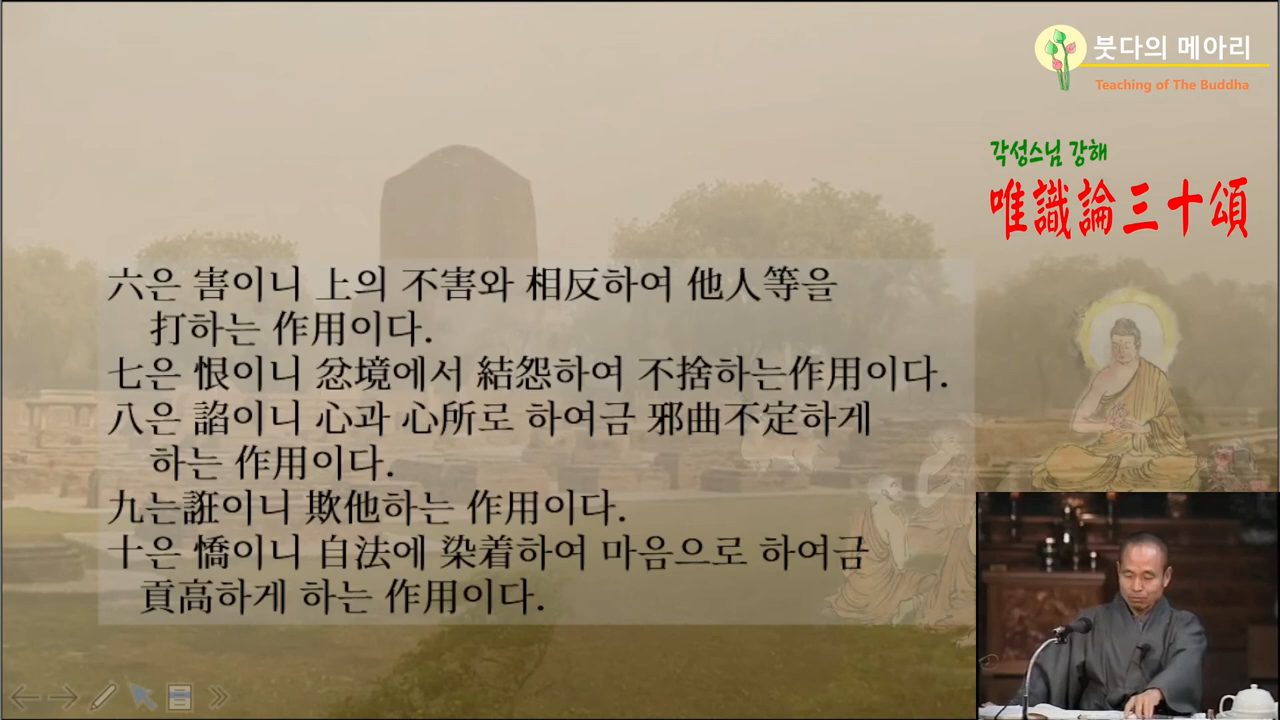 붓다의 메아리
Teaching of The Buddha
각성스님 강해
唯識論三十頌
六은 害이니 上의 不害와 相反하여 他人等을
打하는 作用이다.
七은 恨이니 忿境에서 結怨하여 不捨하는作用이다.
八은 諂이니 心과 心所로 하여금 邪曲不定하게
하는 作用이다.
九는誑이니 欺他하는 作用이다.
十은 憍이니 自法에 染着하여 마음으로 하여금
貢高하게 하는 作用이다.